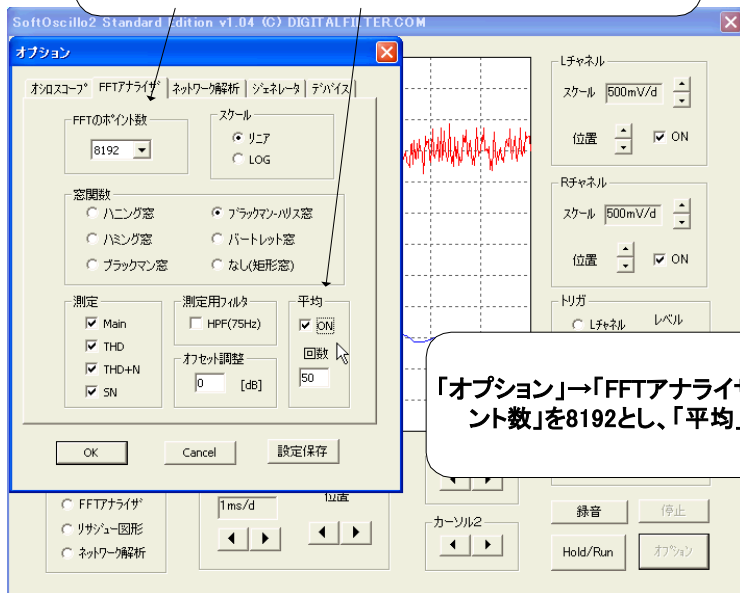 SoftOscillo2 Standard Edition v1.04 (C) DIGITALFILTER.COM
オプション
オシロスコープ FFTアナライザ ネットワーク解析 ジェネレータ デバイス
FFTのポイント数
8192
スケール
リニア
LOG
窓関数
ハニング窓
ブラックマン-ハリス窓
ハミング窓
バートレット窓
ブラックマン窓
なし(矩形窓)
測定
Main
THD
THD+N
SN
測定用フィルタ
HPF(75Hz)
オフセット調整
0 [dB]
平均
ON
回数
50
OK Cancel 設定保存
Lチャネル
スケール 500mV/d
位置 ON
Rチャネル
スケール 500mV/d
位置 ON
トリガ
Lチャネル レベル
「オプション」→「FFTアナライザ
ント数」を8192とし、「平均」
FFTアナライザ
リサジュー図形
ネットワーク解析
1ms/d
位置
カーソル2
録音 停止
Hold/Run オプション